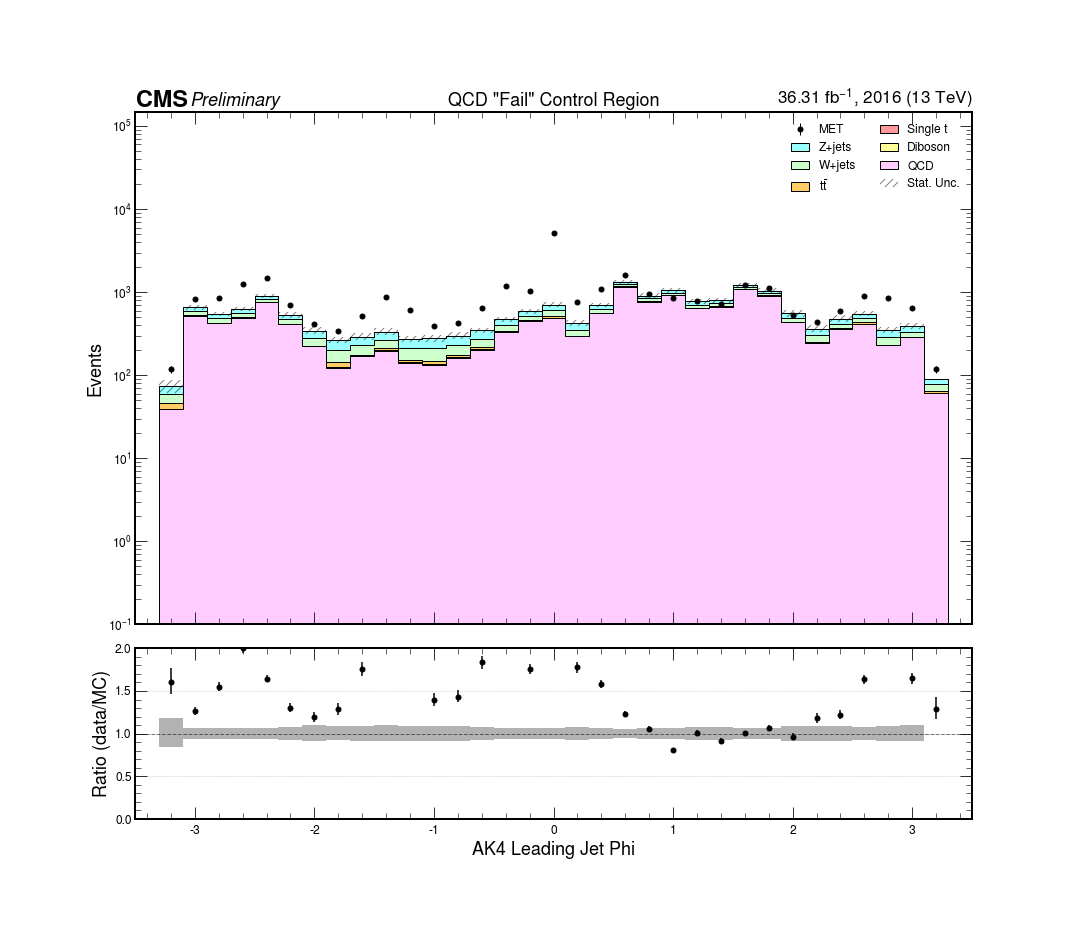 CMS Preliminary QCD "Fail" Control Region 36.31 fb⁻¹, 2016 (13 TeV)
MET Single t
Z+jets Diboson
W+jets QCD
tt̄ Stat. Unc.
10⁵
10⁴
10³
10²
10¹
10⁰
10⁻¹
Events
2.0
1.5
1.0
0.5
0.0
Ratio (data/MC)
-3 -2 -1 0 1 2 3
AK4 Leading Jet Phi